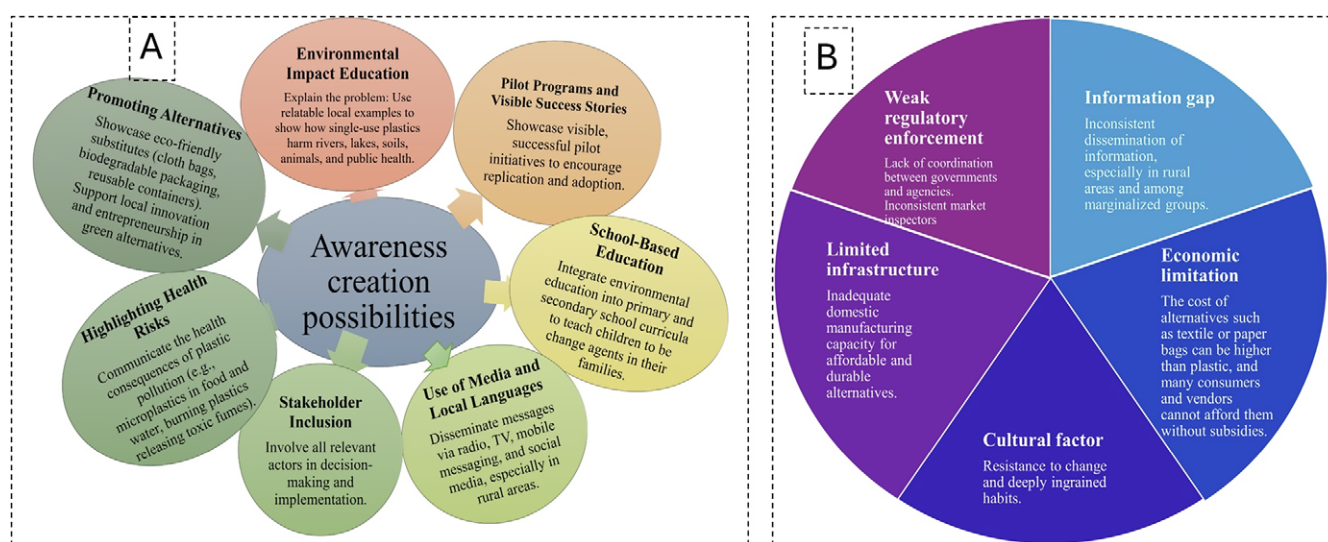 A
Environmental
Impact Education
Explain the problem: Use
relatable local examples to
show how single-use plastics
harm rivers, lakes, soils,
animals, and public health.
Pilot Programs and
Visible Success Stories
Showcase visible,
successful pilot
initiatives to encourage
replication and adoption.
School-Based
Education
Integrate environmental
education into primary and
secondary school curricula
to teach children to be
change agents in their
families.
Use of Media and
Local Languages
Disseminate messages
via radio, TV, mobile
messaging, and social
media, especially in
rural areas.
Stakeholder
Inclusion
Involve all relevant
actors in decision-
making and
implementation.
Highlighting Health
Risks
Communicate the health
consequences of plastic
pollution (e.g.,
microplastics in food and
water, burning plastics
releasing toxic fumes).
Promoting Alternatives
Showcase eco-friendly
substitutes (cloth bags,
biodegradable packaging,
reusable containers).
Support local innovation
and entrepreneurship in
green alternatives.
Awareness
creation
possibilities
B
Information gap
Inconsistent
dissemination of
information,
especially in rural
areas and among
marginalized groups.
Economic
limitation
The cost of
alternatives such
as textile or paper
bags can be higher
than plastic, and
many consumers
and vendors
cannot afford them
without subsidies.
Cultural factor
Resistance to change
and deeply ingrained
habits.
Limited
infrastructure
Inadequate
domestic
manufacturing
capacity for
affordable and
durable
alternatives.
Weak
regulatory
enforcement
Lack of coordination
between governments
and agencies.
Inconsistent market
inspectors